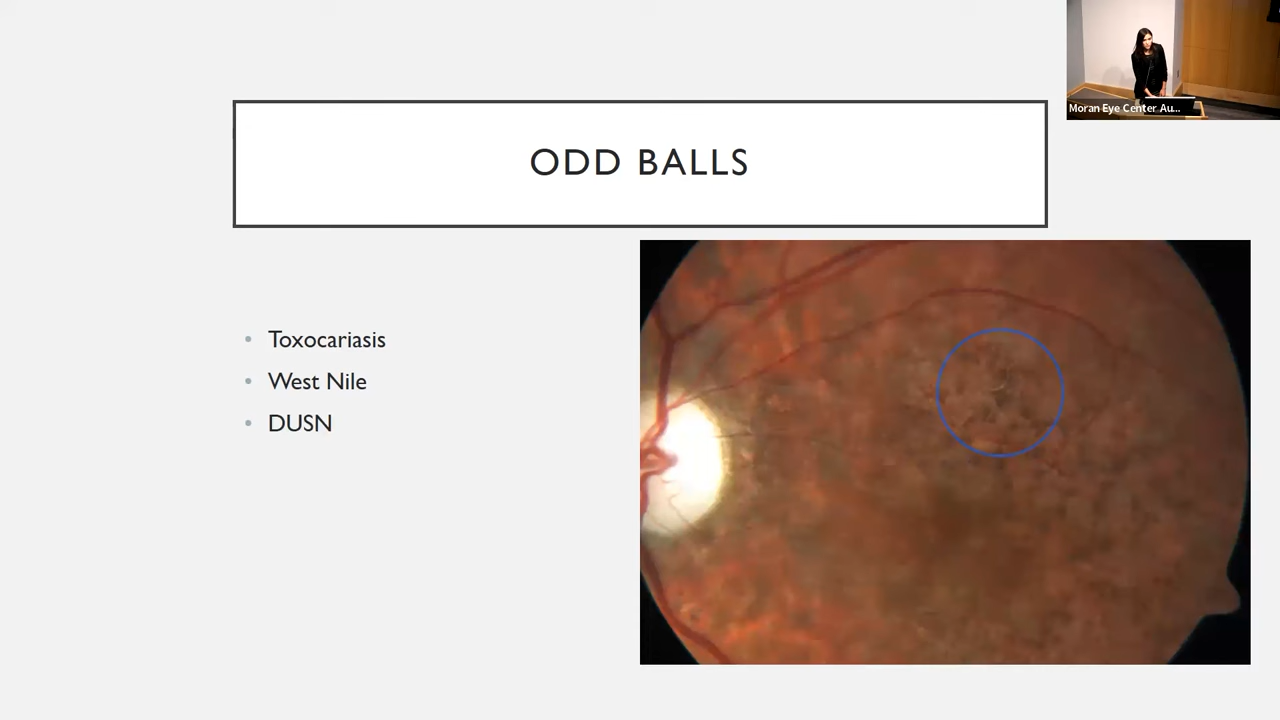 Moran Eye Center Au...
ODD BALLS
Toxocariasis
West Nile
DUSN